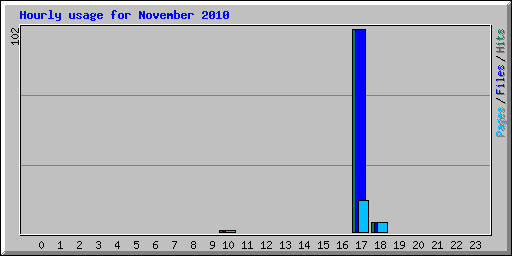 Hourly usage for November 2010
102
Pages / Files / Hits
0 1 2 3 4 5 6 7 8 9 10 11 12 13 14 15 16 17 18 19 20 21 22 23